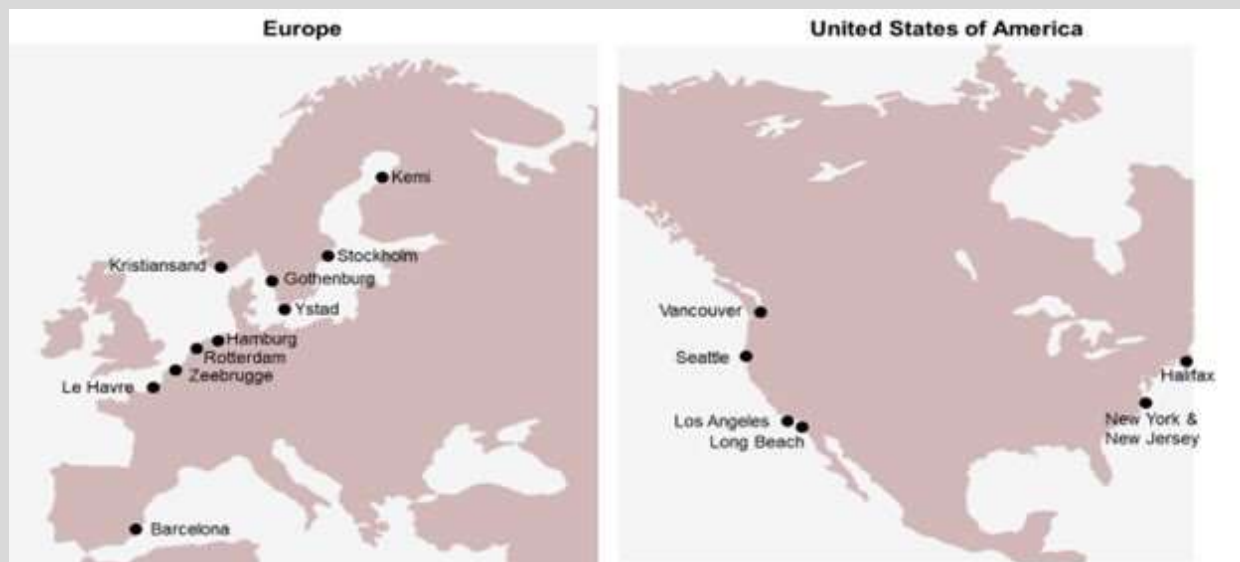 Europe
United States of America
Kemi
Stockholm
Kristiansand
Gothenburg
Ystad
Hamburg
Rotterdam
Zeebrugge
Le Havre
Barcelona
Vancouver
Seattle
Halifax
Los Angeles
Long Beach
New York &
New Jersey